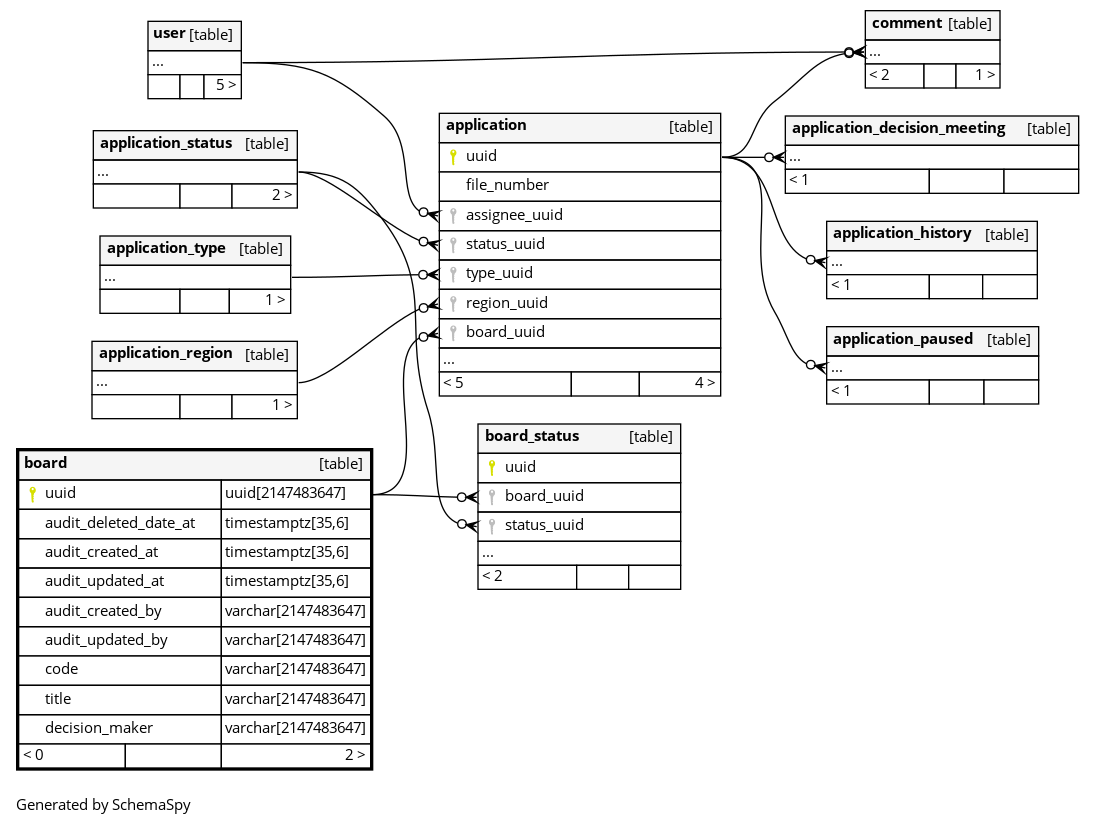 user [table]
...
5 >
comment [table]
...
< 2 1 >
application_status [table]
...
2 >
application [table]
uuid
file_number
assignee_uuid
status_uuid
type_uuid
region_uuid
board_uuid
...
< 5 4 >
application_decision_meeting [table]
...
< 1
application_type [table]
...
1 >
application_history [table]
...
< 1
application_region [table]
...
1 >
application_paused [table]
...
< 1
board [table]
uuid uuid[2147483647]
audit_deleted_date_at timestamptz[35,6]
audit_created_at timestamptz[35,6]
audit_updated_at timestamptz[35,6]
audit_created_by varchar[2147483647]
audit_updated_by varchar[2147483647]
code varchar[2147483647]
title varchar[2147483647]
decision_maker varchar[2147483647]
< 0 2 >
board_status [table]
uuid
board_uuid
status_uuid
...
< 2
Generated by SchemaSpy